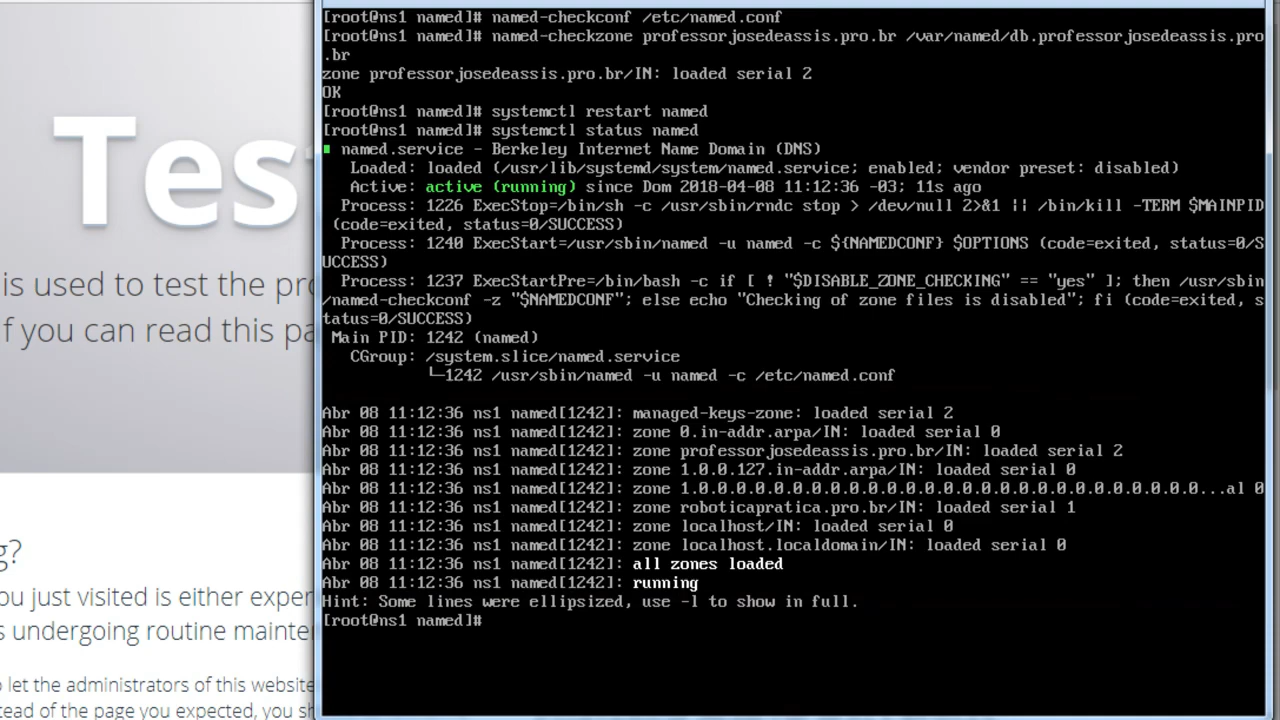 [root@ns1 named]# named-checkconf /etc/named.conf
[root@ns1 named]# named-checkzone professorjosedeassis.pro.br /var/named/db.professorjosedeassis.pro
.br
zone professorjosedeassis.pro.br/IN: loaded serial 2
OK
[root@ns1 named]# systemctl restart named
[root@ns1 named]# systemctl status named
named.service - Berkeley Internet Name Domain (DNS)
Loaded: loaded (/usr/lib/systemd/system/named.service; enabled; vendor preset: disabled)
Active: active (running) since Dom 2018-04-08 11:12:36 -03; 11s ago
Process: 1226 ExecStop=/bin/sh -c /usr/sbin/rndc stop > /dev/null 2>&1 || /bin/kill -TERM $MAINPID
(code=exited, status=0/SUCCESS)
Process: 1240 ExecStart=/usr/sbin/named -u named -c ${NAMEDCONF} $OPTIONS (code=exited, status=0/S
UCCESS)
Process: 1237 ExecStartPre=/bin/bash -c if [ ! "$DISABLE_ZONE_CHECKING" == "yes" ]; then /usr/sbin
/named-checkconf -z "$NAMEDCONF"; else echo "Checking of zone files is disabled"; fi (code=exited, s
tatus=0/SUCCESS)
Main PID: 1242 (named)
CGroup: /system.slice/named.service
└─1242 /usr/sbin/named -u named -c /etc/named.conf
Abr 08 11:12:36 ns1 named[1242]: managed-keys-zone: loaded serial 2
Abr 08 11:12:36 ns1 named[1242]: zone 0.in-addr.arpa/IN: loaded serial 0
Abr 08 11:12:36 ns1 named[1242]: zone professorjosedeassis.pro.br/IN: loaded serial 2
Abr 08 11:12:36 ns1 named[1242]: zone 1.0.0.127.in-addr.arpa/IN: loaded serial 0
Abr 08 11:12:36 ns1 named[1242]: zone 1.0.0.0.0.0.0.0.0.0.0.0.0.0.0.0.0.0.0.0.0.0.0.0.0.0.0.0...al 0
Abr 08 11:12:36 ns1 named[1242]: zone roboticapratica.pro.br/IN: loaded serial 1
Abr 08 11:12:36 ns1 named[1242]: zone localhost/IN: loaded serial 0
Abr 08 11:12:36 ns1 named[1242]: zone localhost.localdomain/IN: loaded serial 0
Abr 08 11:12:36 ns1 named[1242]: all zones loaded
Abr 08 11:12:36 ns1 named[1242]: running
Hint: Some lines were ellipsized, use -l to show in full.
[root@ns1 named]#
Tes
is used to test the pro
If you can read this pa
g?
ou just visited is either exper
s undergoing routine mainter
o let the administrators of this website
tead of the page you expected, you sh